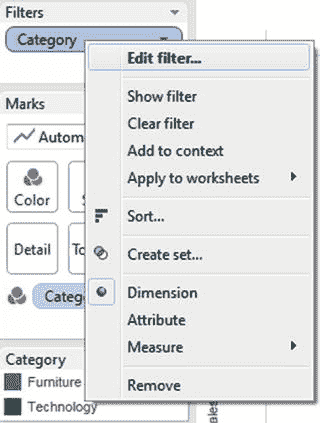 Filters
Category
Edit filter...
Show filter
Clear filter
Add to context
Apply to worksheets
Sort...
Create set...
Dimension
Attribute
Measure
Remove
Marks
Color
Detail
Category
Furniture
Technology